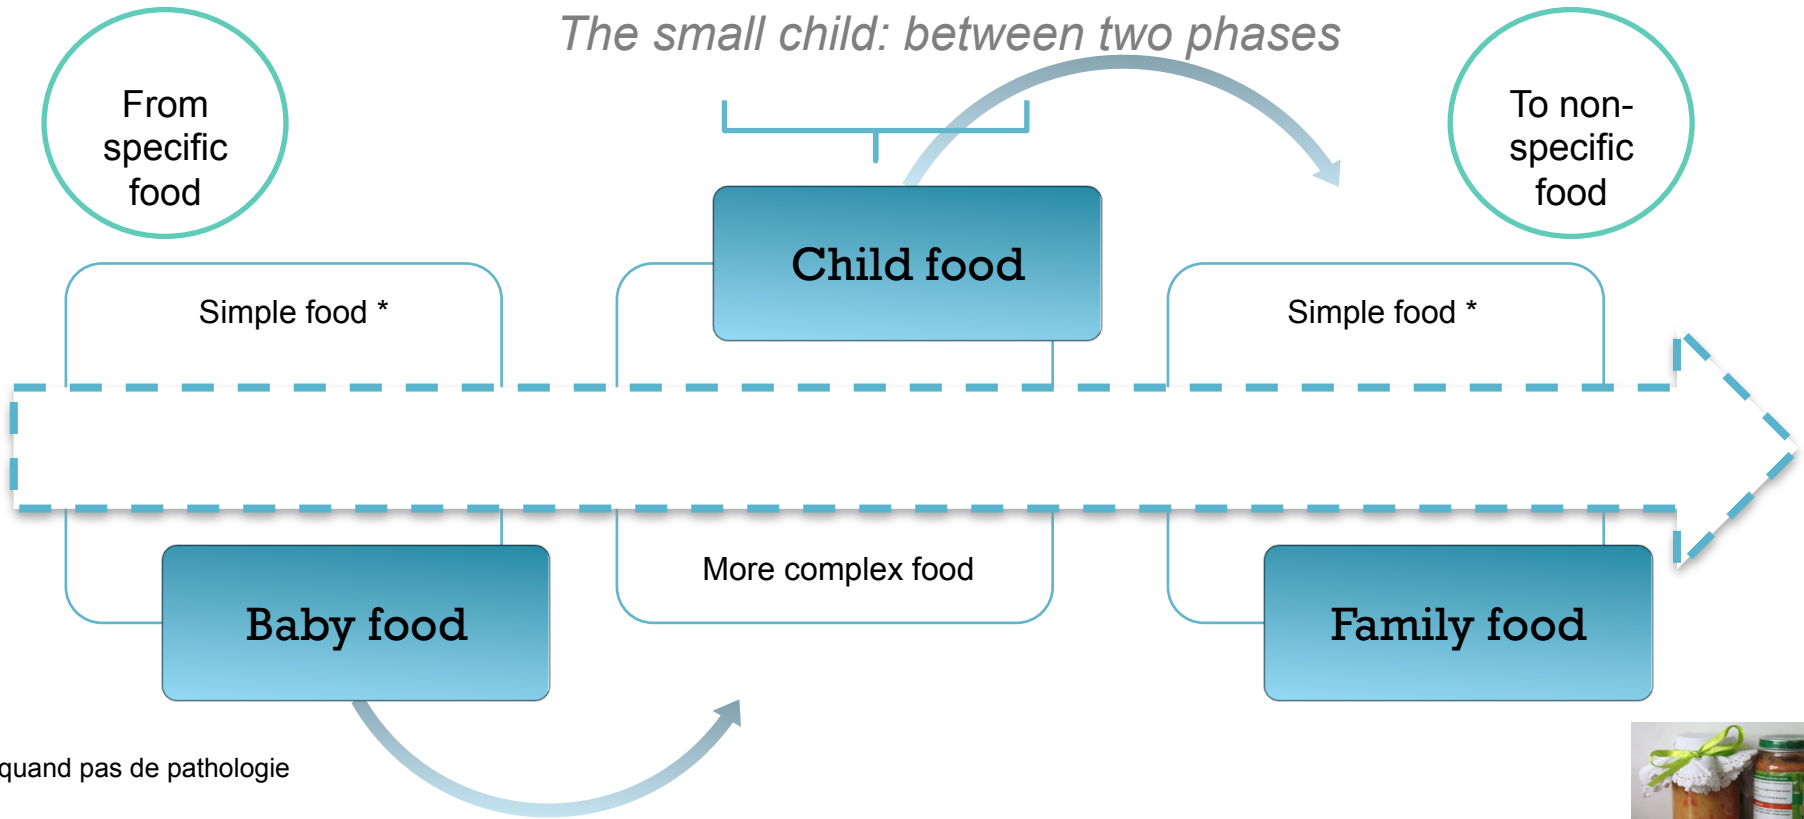 The small child: between two phases
From
specific
food
To non-
specific
food
Child food
Simple food *
Simple food *
More complex food
Baby food
Family food
quand pas de pathologie